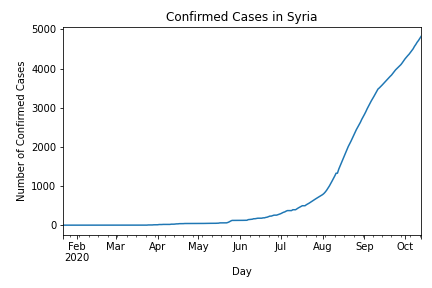 Confirmed Cases in Syria
Number of Confirmed Cases
5000
4000
3000
2000
1000
0
Feb Mar Apr May Jun Jul Aug Sep Oct
2020
Day